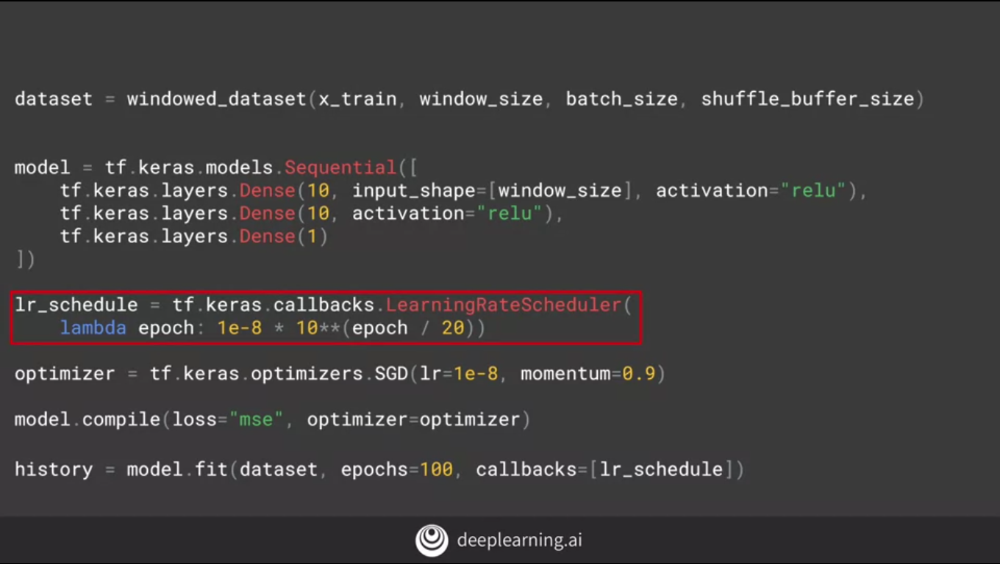 dataset = windowed_dataset(x_train, window_size, batch_size, shuffle_buffer_size)
model = tf.keras.models.Sequential([
    tf.keras.layers.Dense(10, input_shape=[window_size], activation="relu"),
    tf.keras.layers.Dense(10, activation="relu"),
    tf.keras.layers.Dense(1)
])
lr_schedule = tf.keras.callbacks.LearningRateScheduler(
    lambda epoch: 1e-8 * 10**(epoch / 20))
optimizer = tf.keras.optimizers.SGD(lr=1e-8, momentum=0.9)
model.compile(loss="mse", optimizer=optimizer)
history = model.fit(dataset, epochs=100, callbacks=[lr_schedule])
deeplearning.ai